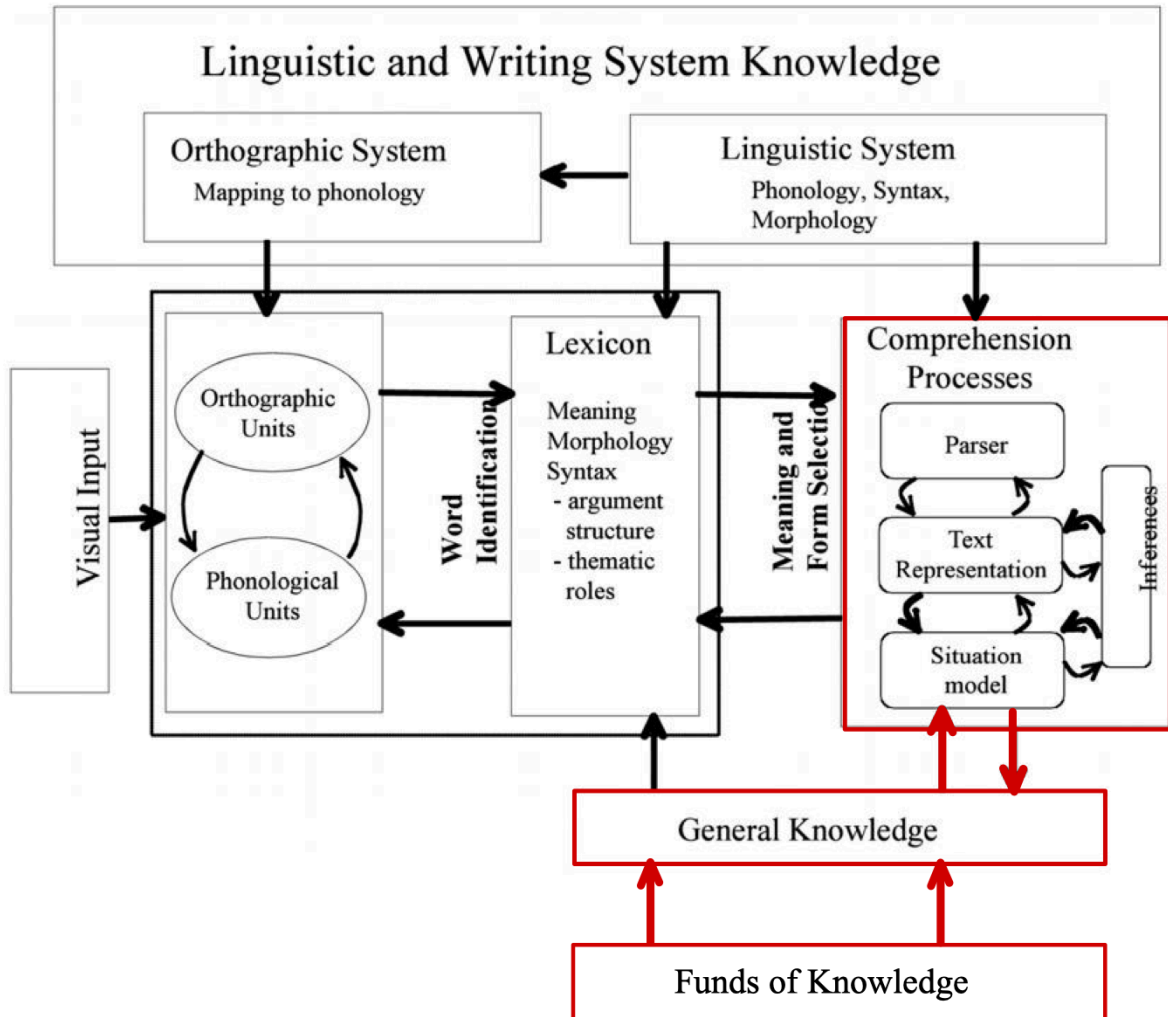 Linguistic and Writing System Knowledge
Orthographic System
Mapping to phonology
Linguistic System
Phonology, Syntax,
Morphology
Visual Input
Orthographic
Units
Phonological
Units
Word
Identification
Lexicon
Meaning
Morphology
Syntax
- argument
structure
- thematic
roles
Meaning and
Form Selectio
Comprehension
Processes
Parser
Text
Representation
Situation
model
Inferences
General Knowledge
Funds of Knowledge